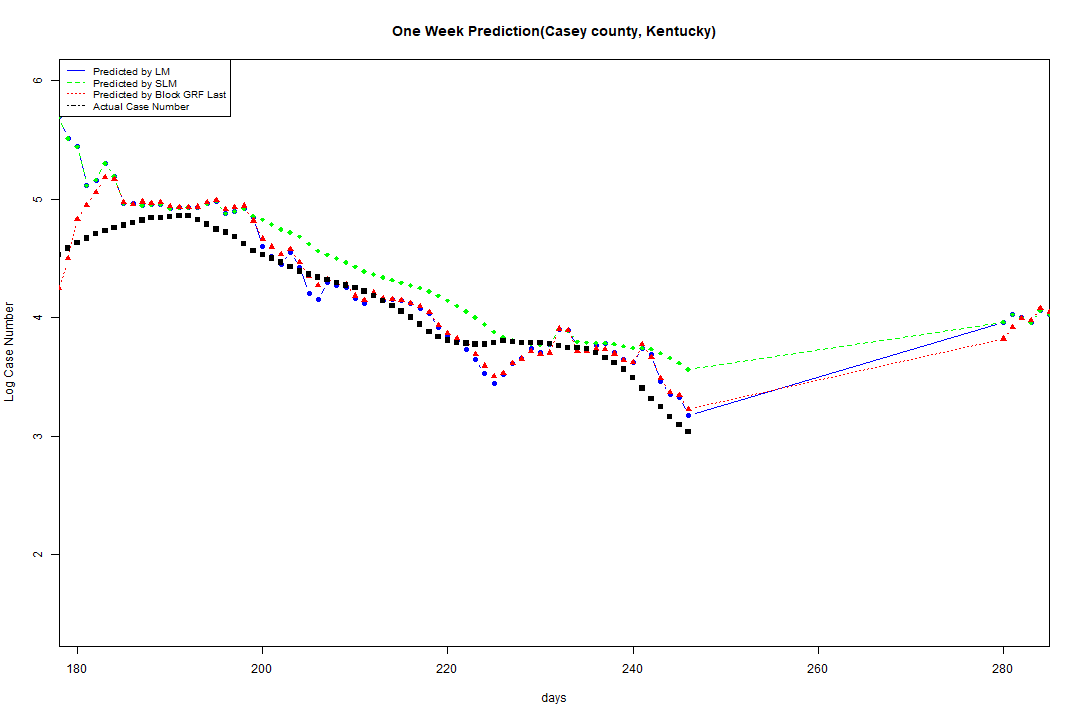 One Week Prediction(Casey county, Kentucky)
Predicted by LM
Predicted by SLM
Predicted by Block GRF Last
Actual Case Number
6
5
4
3
2
Log Case Number
180 200 220 240 260 280
days